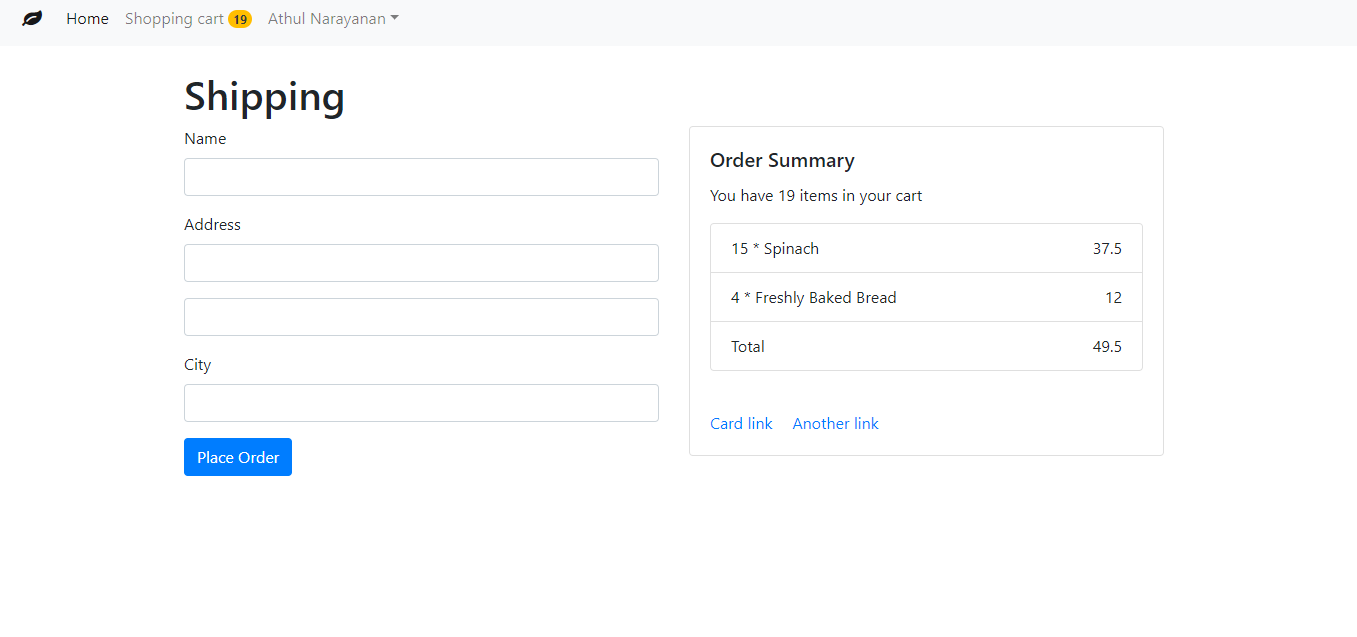 Home Shopping cart 19 Athul Narayanan
Shipping
Name
Address
City
Place Order
Order Summary
You have 19 items in your cart
15 * Spinach 37.5
4 * Freshly Baked Bread 12
Total 49.5
Card link Another link